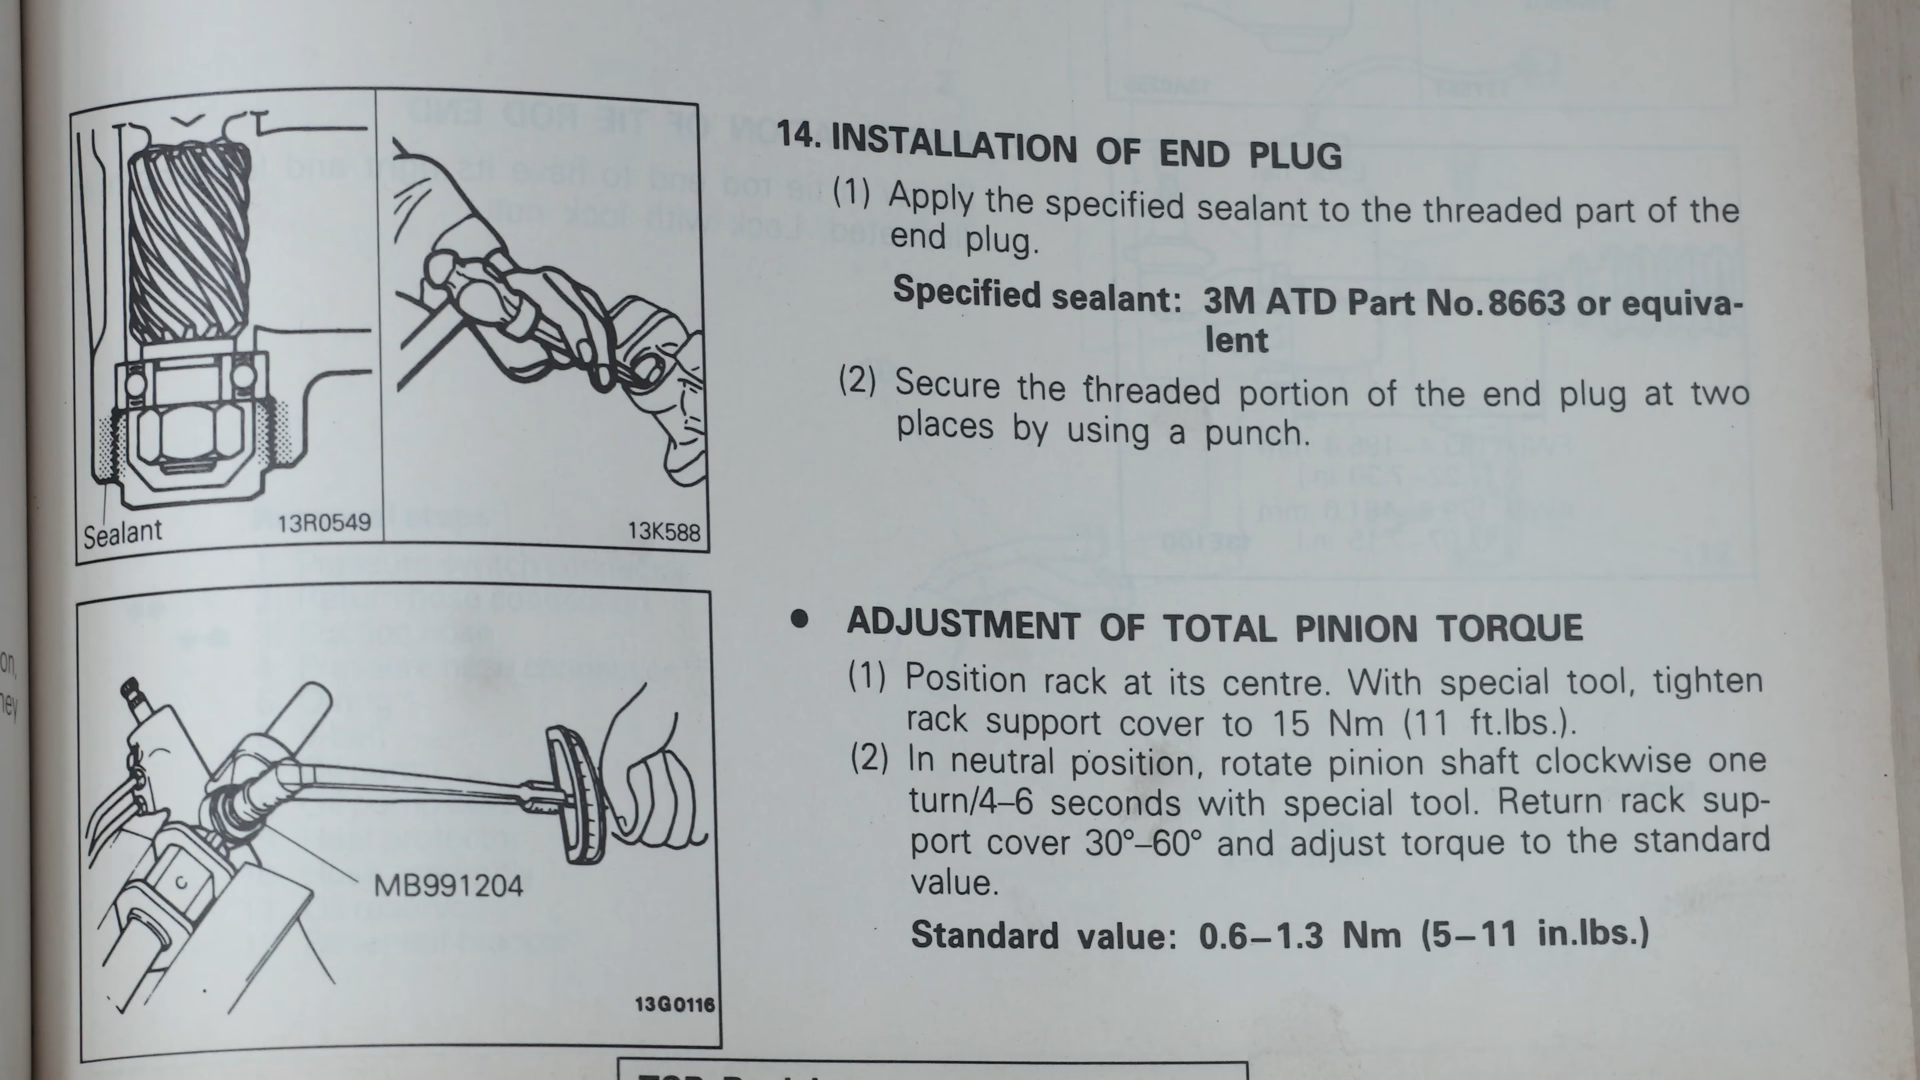 14. INSTALLATION OF END PLUG
(1) Apply the specified sealant to the threaded part of the
end plug.
Specified sealant: 3M ATD Part No. 8663 or equiva-
lent
(2) Secure the threaded portion of the end plug at two
places by using a punch.
Sealant
13R0549
13K588
● ADJUSTMENT OF TOTAL PINION TORQUE
(1) Position rack at its centre. With special tool, tighten
rack support cover to 15 Nm (11 ft.lbs.).
(2) In neutral position, rotate pinion shaft clockwise one
turn/4–6 seconds with special tool. Return rack sup-
port cover 30°–60° and adjust torque to the standard
value.
Standard value: 0.6–1.3 Nm (5–11 in.lbs.)
C
MB991204
13G0116